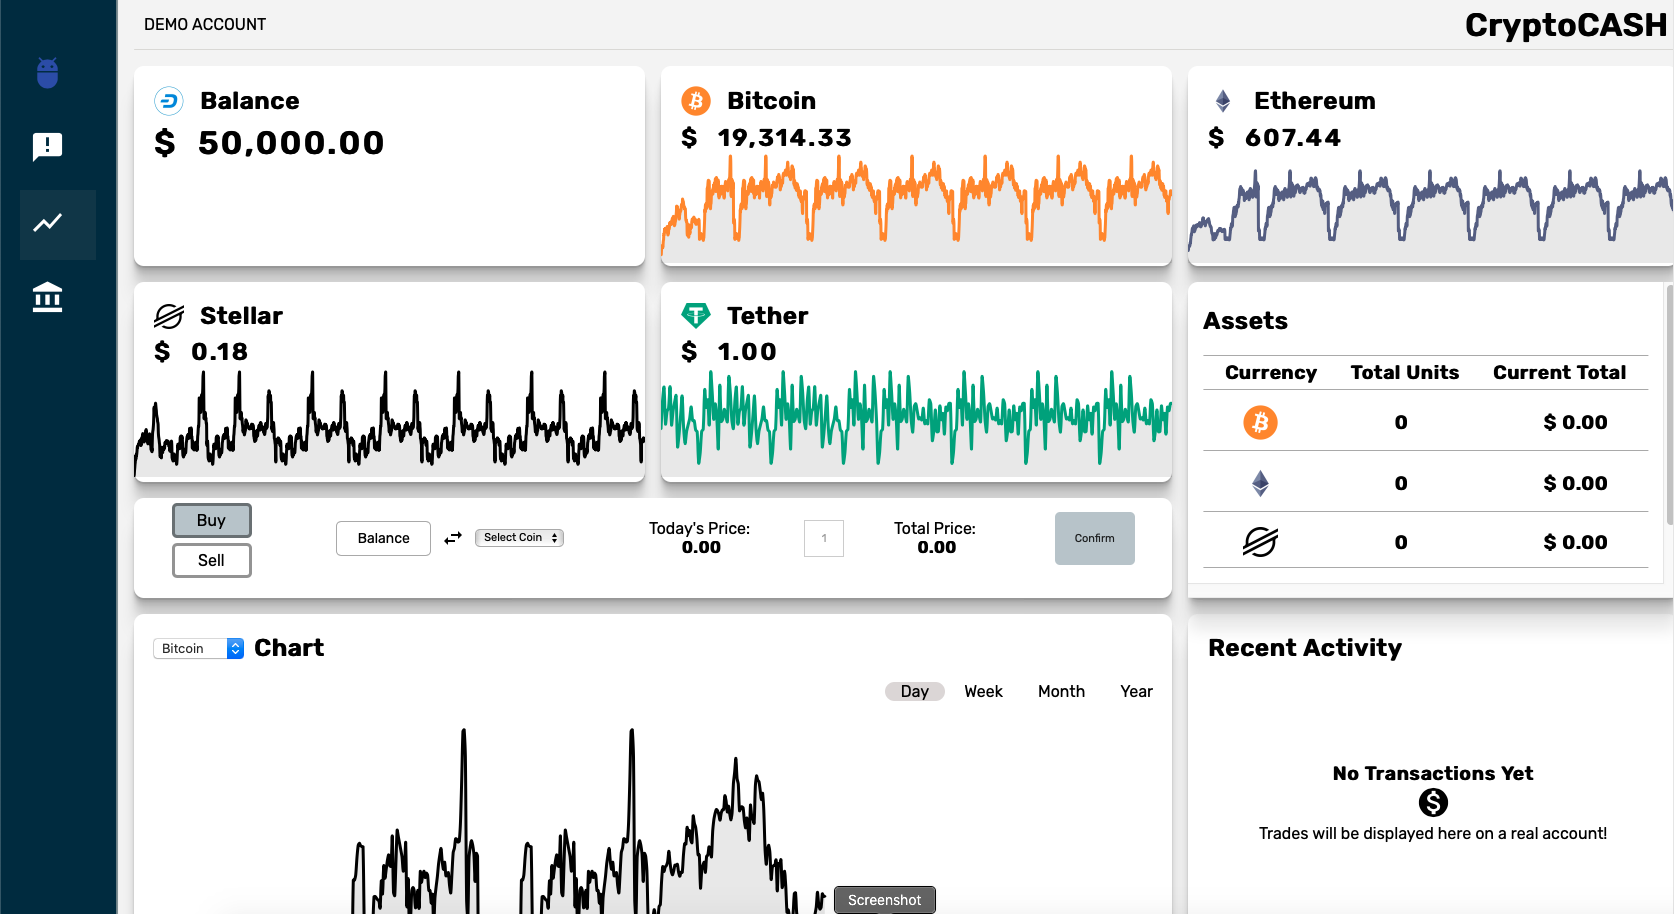 DEMO ACCOUNT
CryptoCASH
Balance
$ 50,000.00
Bitcoin
$ 19,314.33
Ethereum
$ 607.44
Stellar
$ 0.18
Tether
$ 1.00
Assets
Currency Total Units Current Total
0 $ 0.00
0 $ 0.00
0 $ 0.00
Buy
Sell
Balance
Select Coin
Today's Price:
0.00
1
Total Price:
0.00
Confirm
Bitcoin Chart
Day Week Month Year
Recent Activity
No Transactions Yet
Trades will be displayed here on a real account!
Screenshot